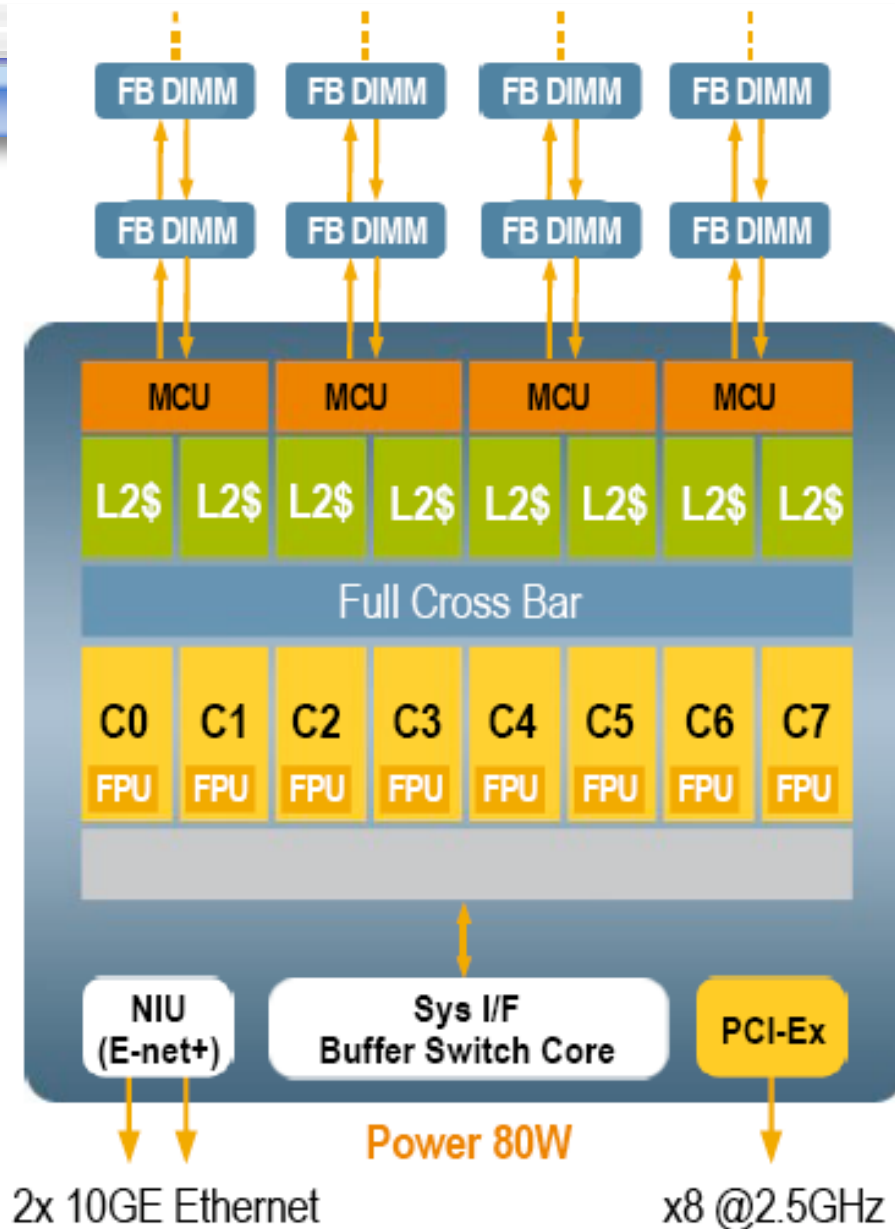 FB DIMM FB DIMM FB DIMM FB DIMM
FB DIMM FB DIMM FB DIMM FB DIMM
MCU MCU MCU MCU
L2$ L2$ L2$ L2$ L2$ L2$ L2$ L2$
Full Cross Bar
C0 C1 C2 C3 C4 C5 C6 C7
FPU FPU FPU FPU FPU FPU FPU FPU
NIU
(E-net+)
Sys I/F
Buffer Switch Core
PCI-Ex
Power 80W
2x 10GE Ethernet
x8 @2.5GHz